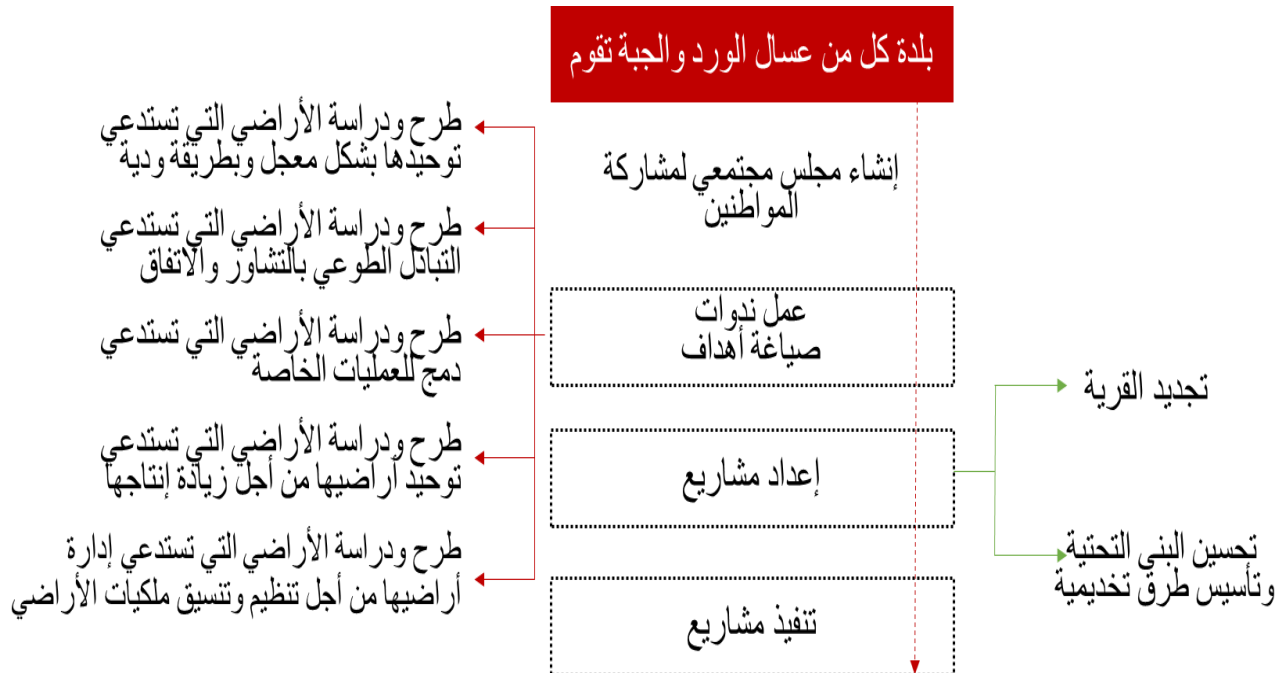 بلدة كل من عسال الورد والجبة تقوم
إنشاء مجلس مجتمعي لمشاركة
المواطنين
عمل ندوات
صياغة أهداف
إعداد مشاريع
تنفيذ مشاريع
تجديد القرية
تحسين البنى التحتية
وتأسيس طرق تخديمية
طرح ودراسة الأراضي التي تستدعي
توحيدها بشكل معجل وبطريقة ودية
طرح ودراسة الأراضي التي تستدعي
التبادل الطوعي بالتشاور والاتفاق
طرح ودراسة الأراضي التي تستدعي
دمج للعمليات الخاصة
طرح ودراسة الأراضي التي تستدعي
توحيد أراضيها من أجل زيادة إنتاجها
طرح ودراسة الأراضي التي تستدعي إدارة
أراضيها من أجل تنظيم وتنسيق ملكيات الأراضي